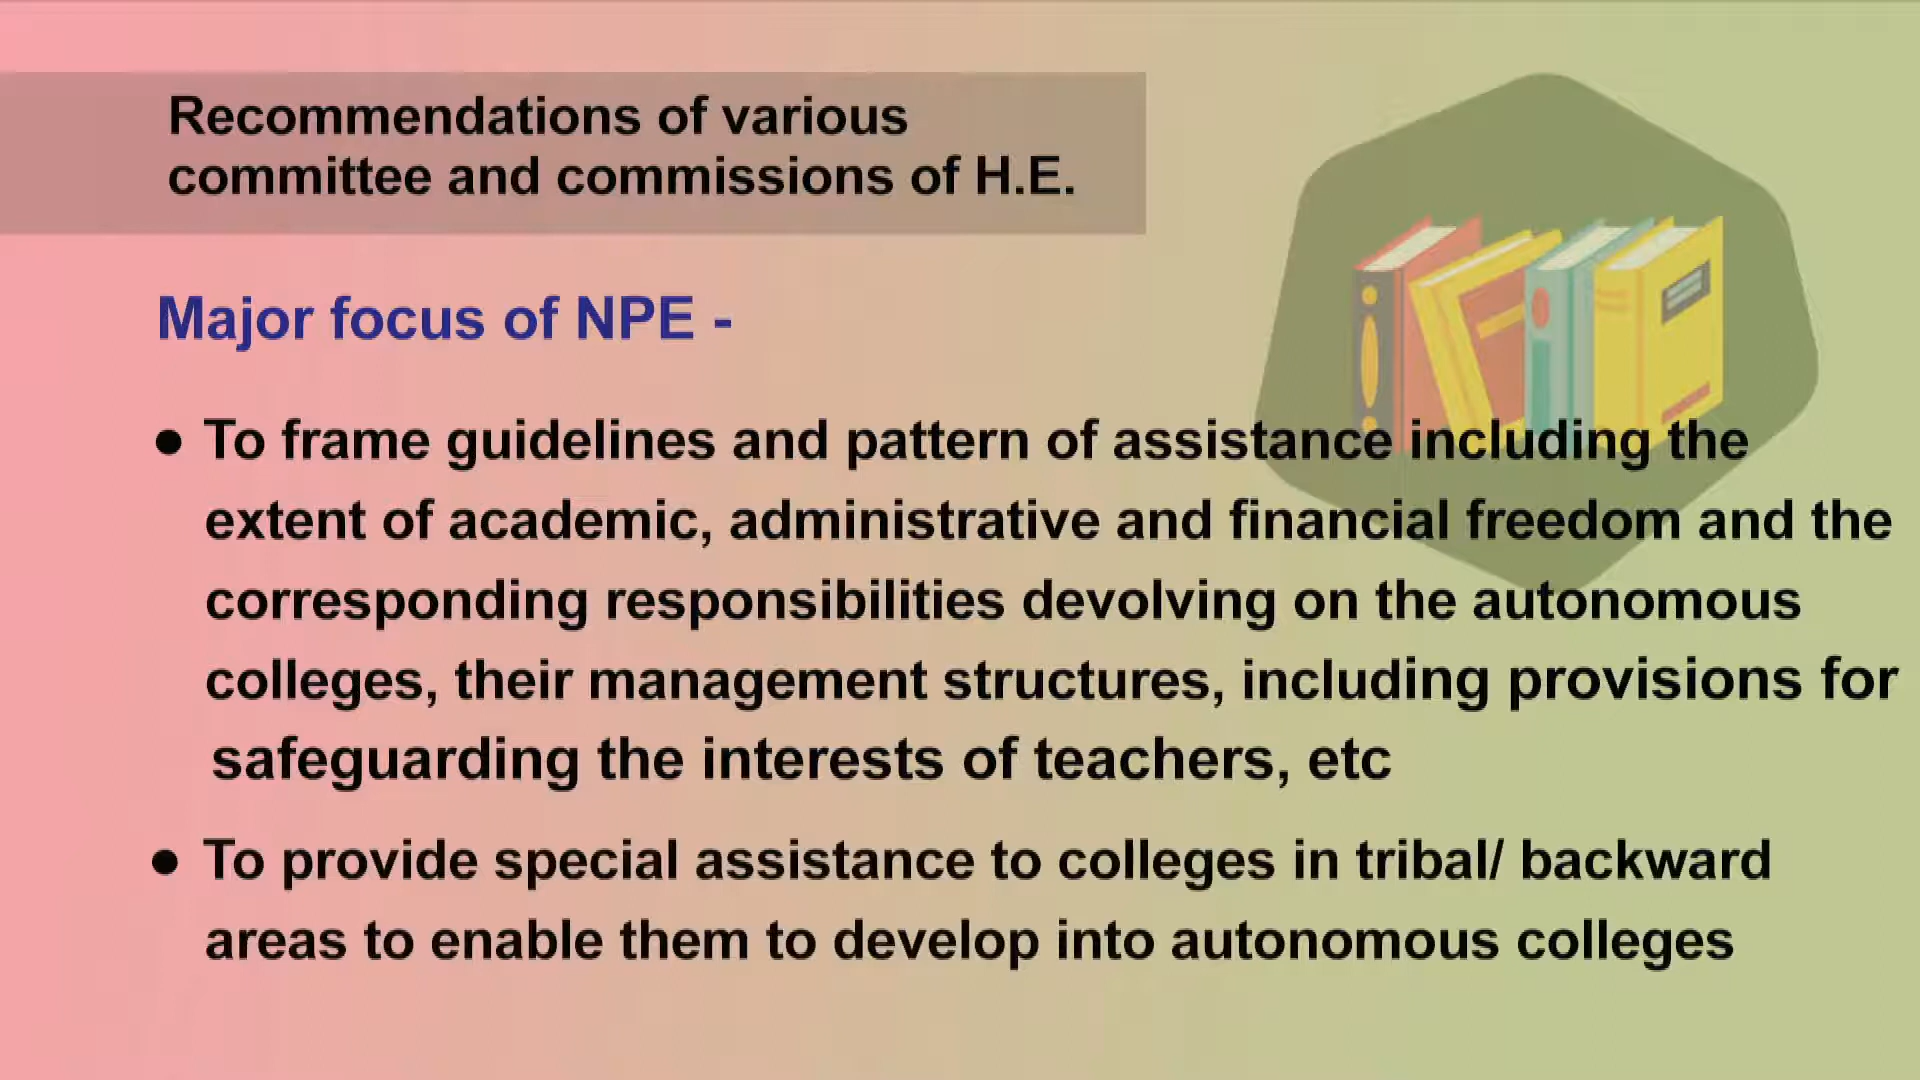 Recommendations of various
committee and commissions of H.E.
Major focus of NPE -
● To frame guidelines and pattern of assistance including the
extent of academic, administrative and financial freedom and the
corresponding responsibilities devolving on the autonomous
colleges, their management structures, including provisions for
safeguarding the interests of teachers, etc
● To provide special assistance to colleges in tribal/ backward
areas to enable them to develop into autonomous colleges